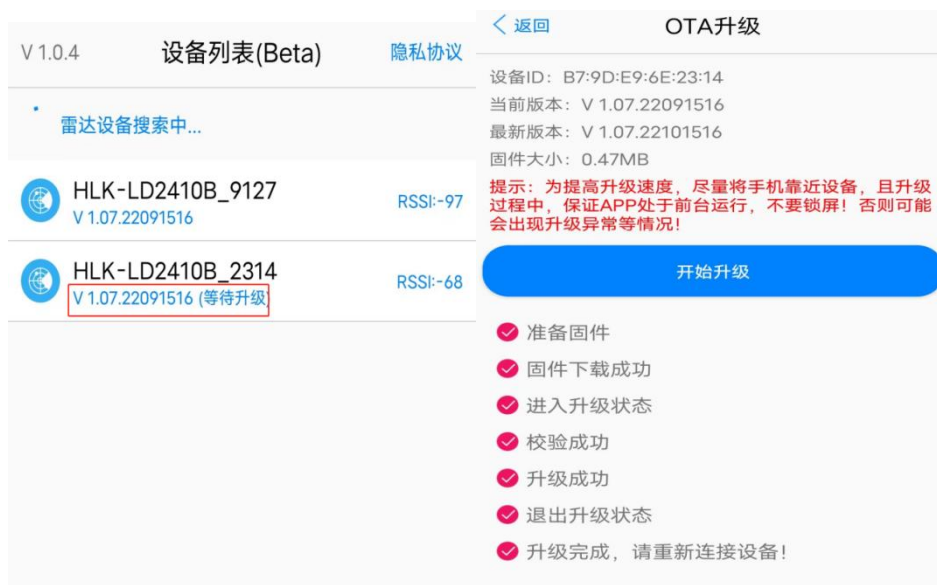 V 1.0.4 设备列表(Beta) 隐私协议
雷达设备搜索中...
HLK-LD2410B_9127
V 1.07.22091516
RSSI:-97
HLK-LD2410B_2314
V 1.07.22091516 (等待升级)
RSSI:-68
返回 OTA升级
设备ID：B7:9D:E9:6E:23:14
当前版本：V 1.07.22091516
最新版本：V 1.07.22101516
固件大小：0.47MB
提示：为提高升级速度，尽量将手机靠近设备，且升级
过程中，保证APP处于前台运行，不要锁屏！否则可能
会出现升级异常等情况！
开始升级
准备固件
固件下载成功
进入升级状态
校验成功
升级成功
退出升级状态
升级完成，请重新连接设备！